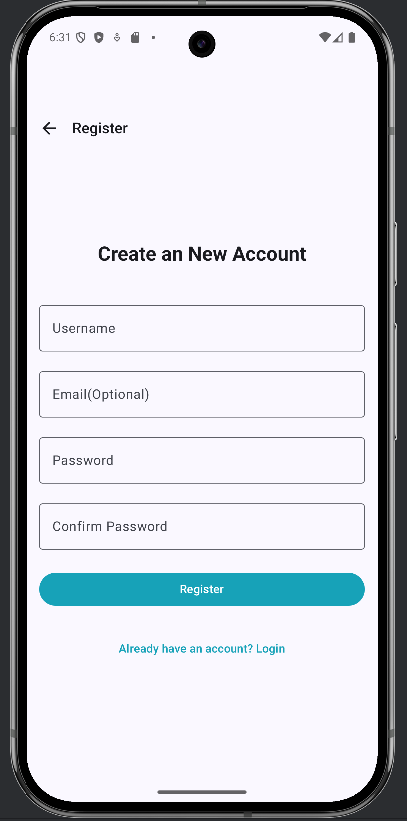 6:31
Register
Create an New Account
Username
Email(Optional)
Password
Confirm Password
Register
Already have an account? Login